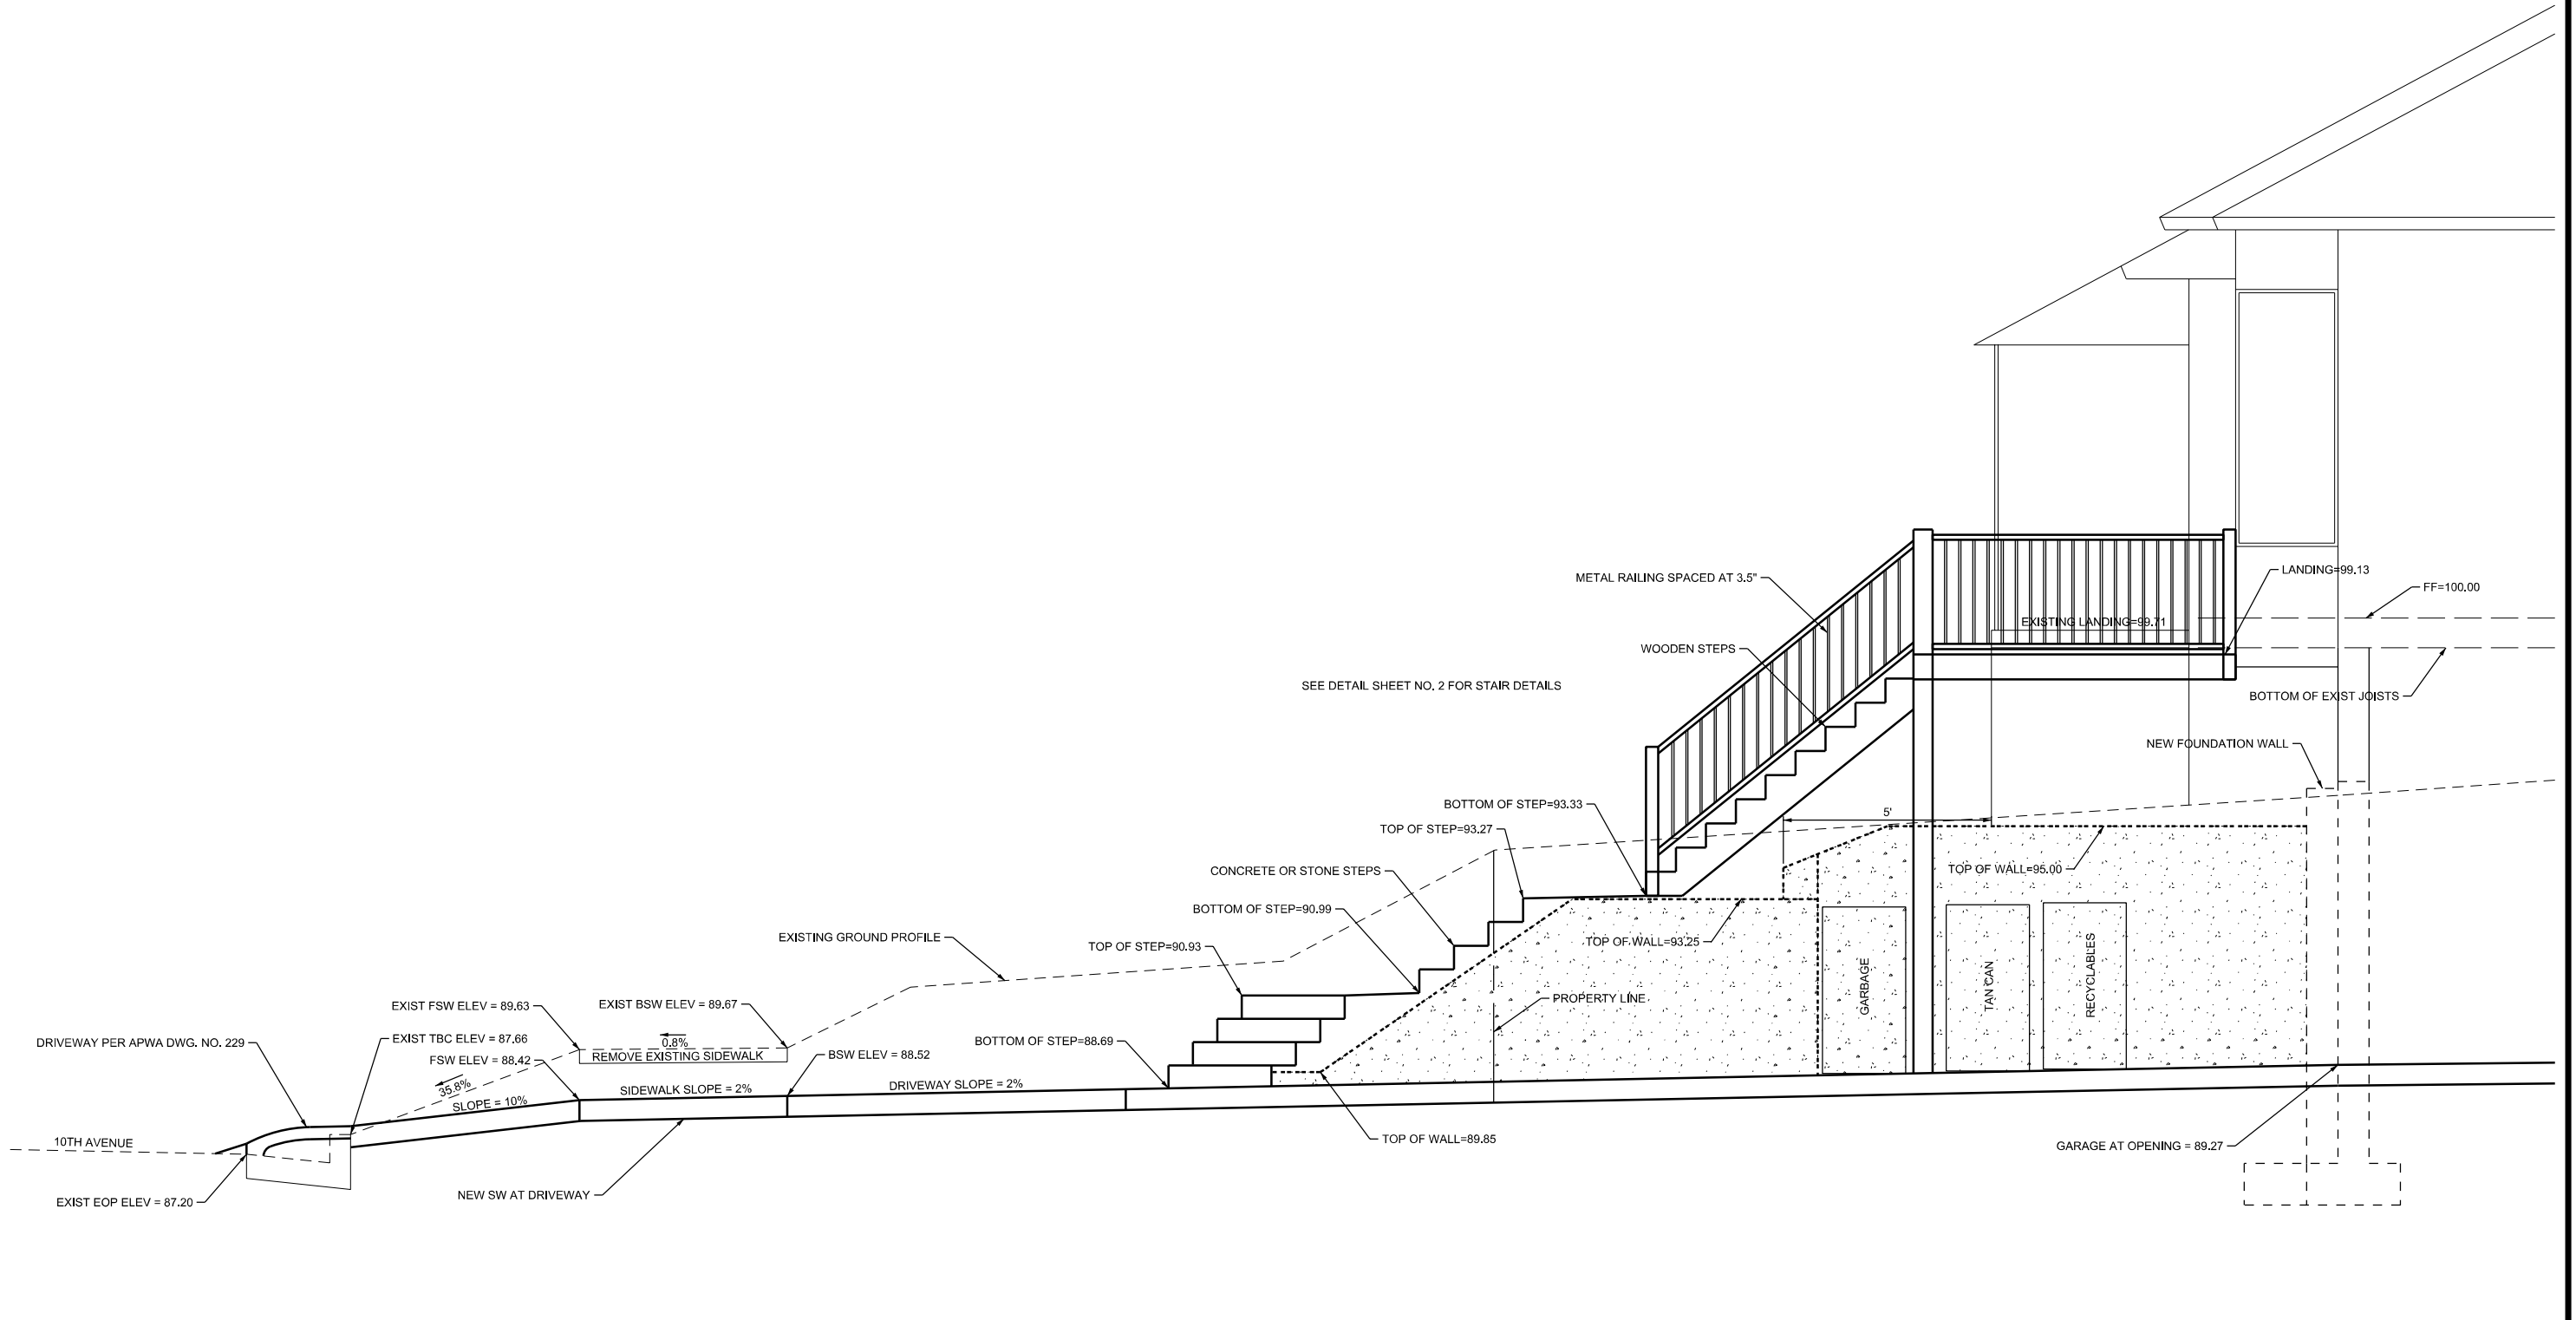 METAL RAILING SPACED AT 3.5"
LANDING=99.13
FF=100.00
EXISTING LANDING=99.71
WOODEN STEPS
SEE DETAIL SHEET NO. 2 FOR STAIR DETAILS
BOTTOM OF EXIST JOISTS
NEW FOUNDATION WALL
BOTTOM OF STEP=93.33
5'
TOP OF STEP=93.27
CONCRETE OR STONE STEPS
TOP OF WALL=95.00
BOTTOM OF STEP=90.99
EXISTING GROUND PROFILE
TOP OF STEP=90.93
TOP OF WALL=93.25
GARBAGE
TAN CAN
RECYCLABLES
PROPERTY LINE
EXIST FSW ELEV = 89.63
EXIST BSW ELEV = 89.67
DRIVEWAY PER APWA DWG. NO. 229
EXIST TBC ELEV = 87.66
0.8%
REMOVE EXISTING SIDEWALK
BOTTOM OF STEP=88.69
FSW ELEV = 88.42
BSW ELEV = 88.52
35.8%
SLOPE = 10%
SIDEWALK SLOPE = 2%
DRIVEWAY SLOPE = 2%
10TH AVENUE
TOP OF WALL=89.85
GARAGE AT OPENING = 89.27
EXIST EOP ELEV = 87.20
NEW SW AT DRIVEWAY